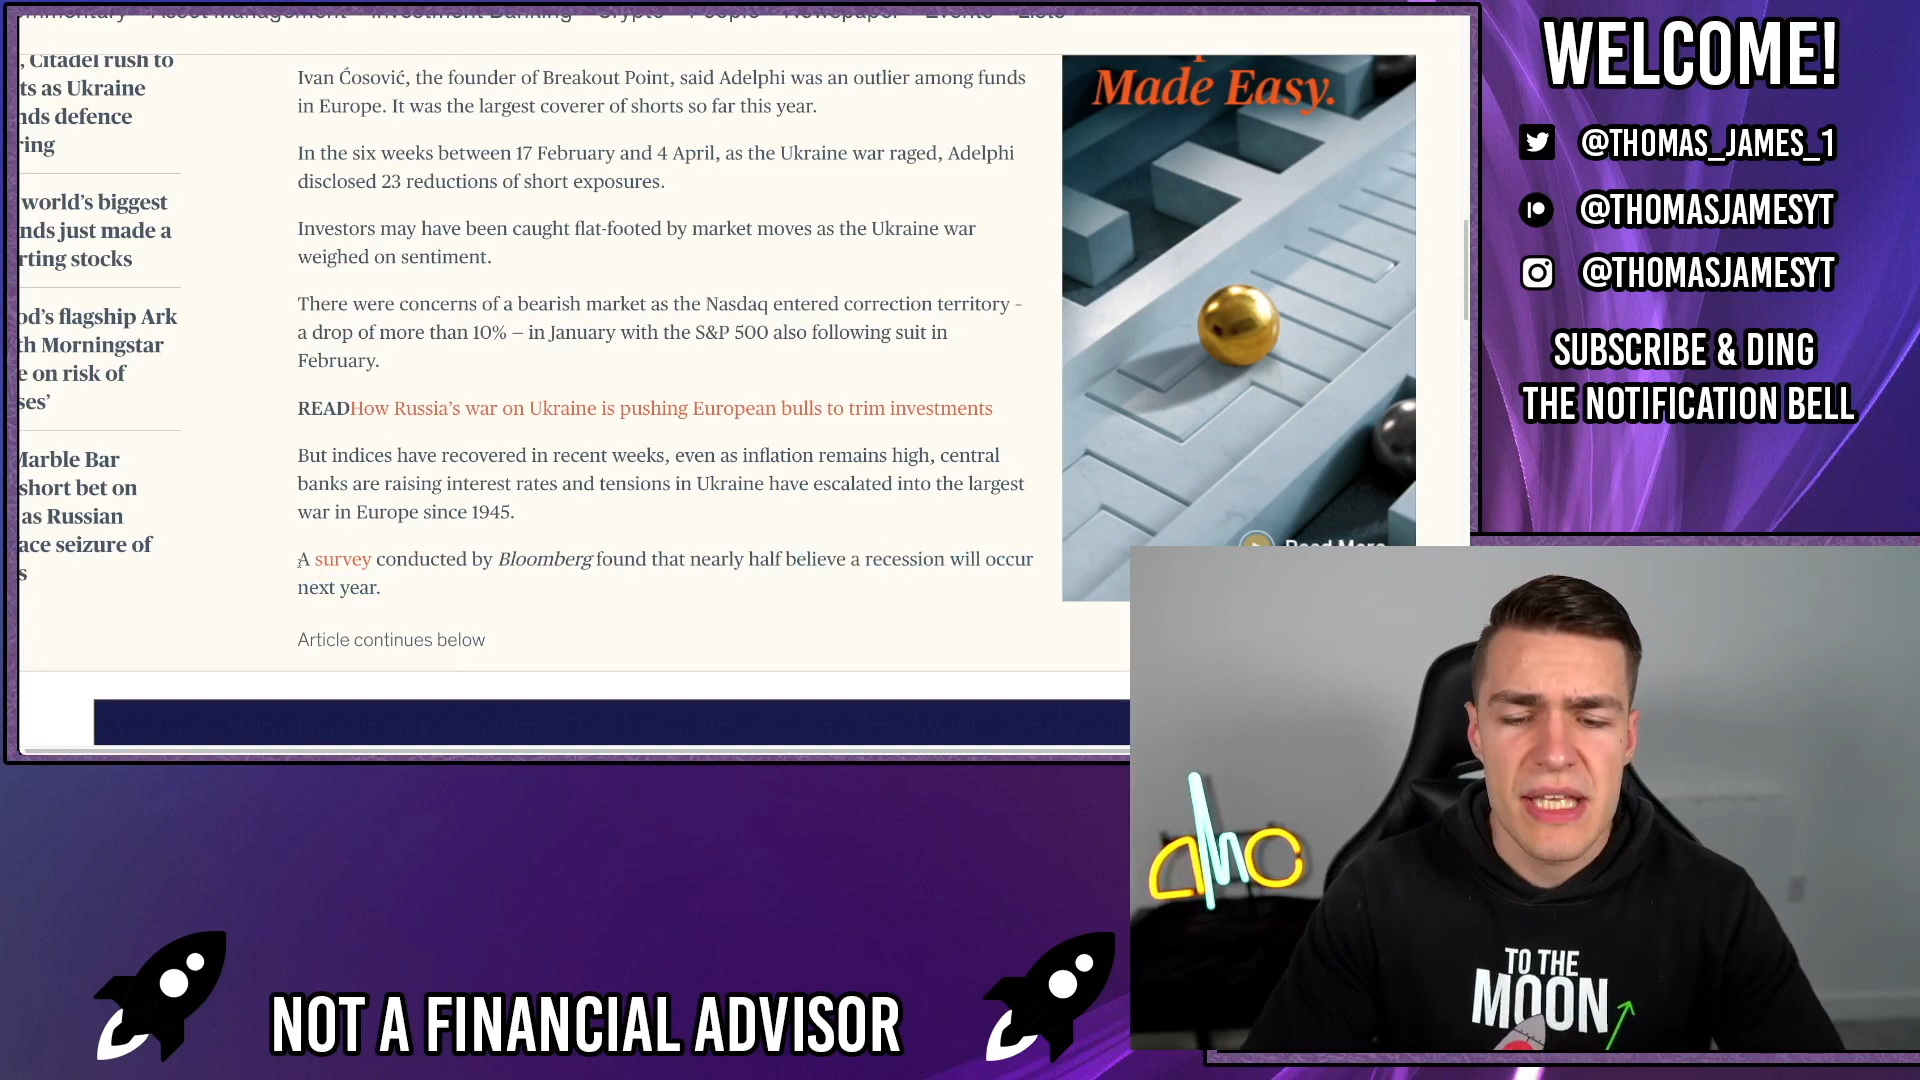 Asset Management Investment Banking Crypto People Newspaper Events Lists
, Citadel rush to
ts as Ukraine
nds defence
ring
world's biggest
nds just made a
rting stocks
od's flagship Ark
th Morningstar
e on risk of
ses'
Marble Bar
short bet on
as Russian
ace seizure of
s
Ivan Ćosović, the founder of Breakout Point, said Adelphi was an outlier among funds
in Europe. It was the largest coverer of shorts so far this year.
In the six weeks between 17 February and 4 April, as the Ukraine war raged, Adelphi
disclosed 23 reductions of short exposures.
Investors may have been caught flat-footed by market moves as the Ukraine war
weighed on sentiment.
There were concerns of a bearish market as the Nasdaq entered correction territory –
a drop of more than 10% — in January with the S&P 500 also following suit in
February.
READHow Russia's war on Ukraine is pushing European bulls to trim investments
But indices have recovered in recent weeks, even as inflation remains high, central
banks are raising interest rates and tensions in Ukraine have escalated into the largest
war in Europe since 1945.
A survey conducted by Bloomberg found that nearly half believe a recession will occur
next year.
Article continues below
Made Easy.
Read More
WELCOME!
@THOMAS_JAMES_1
@THOMASJAMESYT
@THOMASJAMESYT
SUBSCRIBE & DING
THE NOTIFICATION BELL
TO THE
MOON
NOT A FINANCIAL ADVISOR